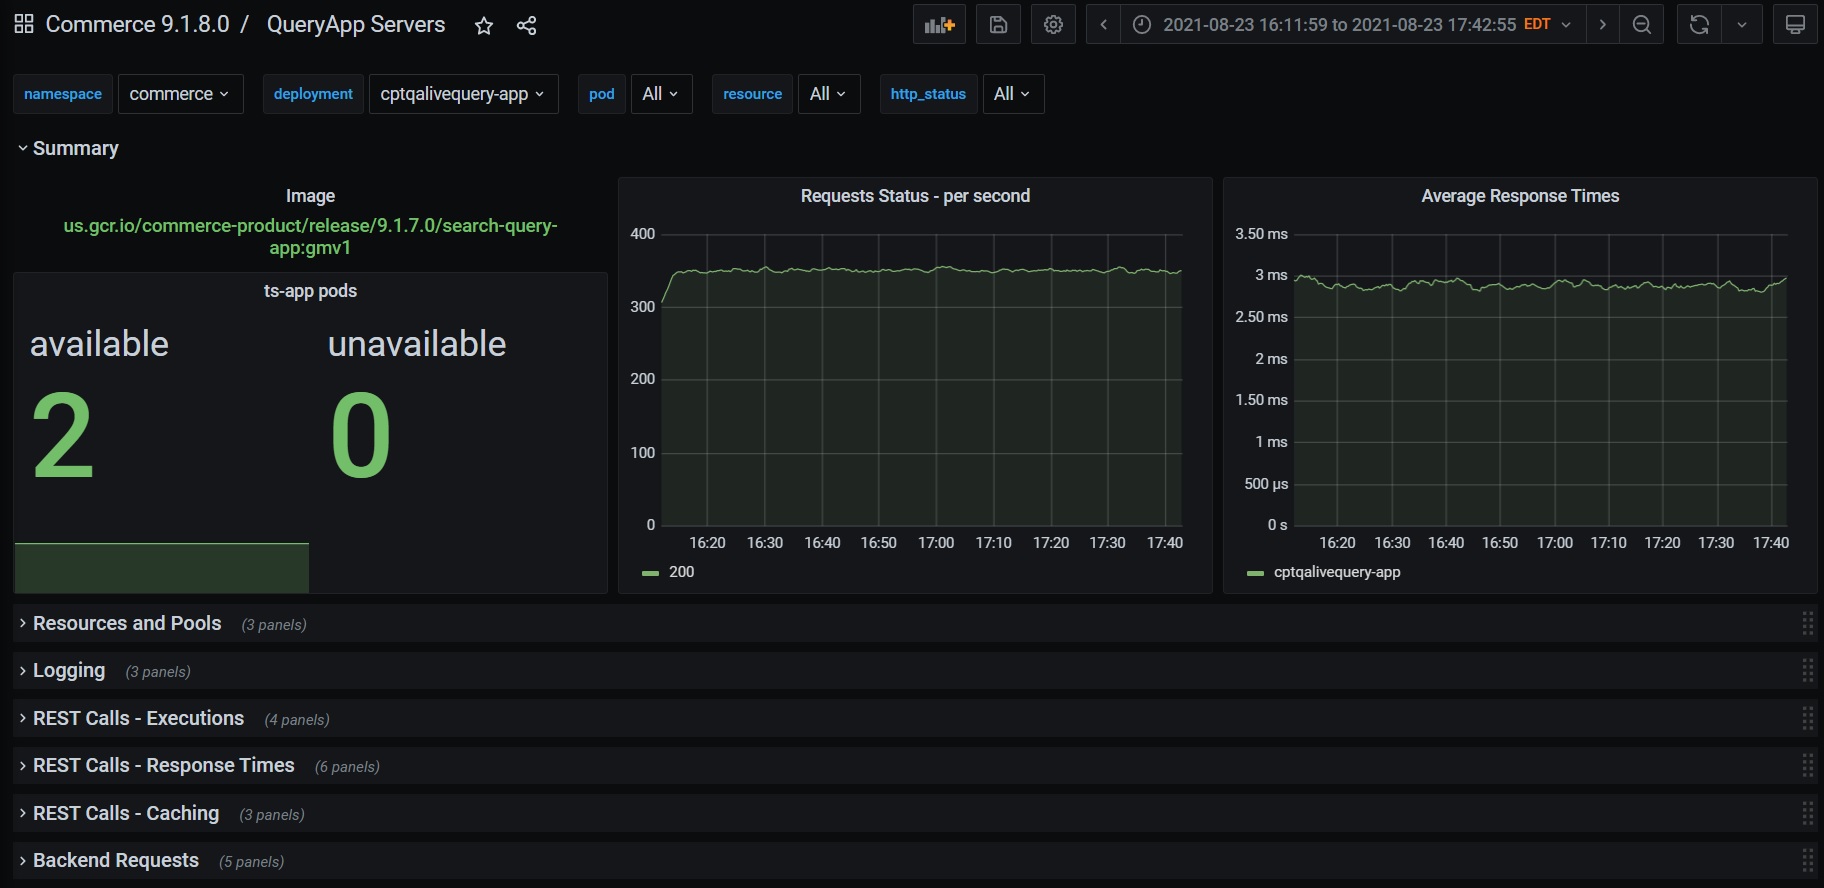 Commerce 9.1.8.0 / QueryApp Servers
2021-08-23 16:11:59 to 2021-08-23 17:42:55 EDT
namespace commerce deployment cptqalivequery-app pod All resource All http_status All
Summary
Image
us.gcr.io/commerce-product/release/9.1.7.0/search-query-
app:gmv1
ts-app pods
available unavailable
2 0
Requests Status - per second
400
300
200
100
0
16:20 16:30 16:40 16:50 17:00 17:10 17:20 17:30 17:40
200
Average Response Times
3.50 ms
3 ms
2.50 ms
2 ms
1.50 ms
1 ms
500 µs
0 s
16:20 16:30 16:40 16:50 17:00 17:10 17:20 17:30 17:40
cptqalivequery-app
Resources and Pools (3 panels)
Logging (3 panels)
REST Calls - Executions (4 panels)
REST Calls - Response Times (6 panels)
REST Calls - Caching (3 panels)
Backend Requests (5 panels)